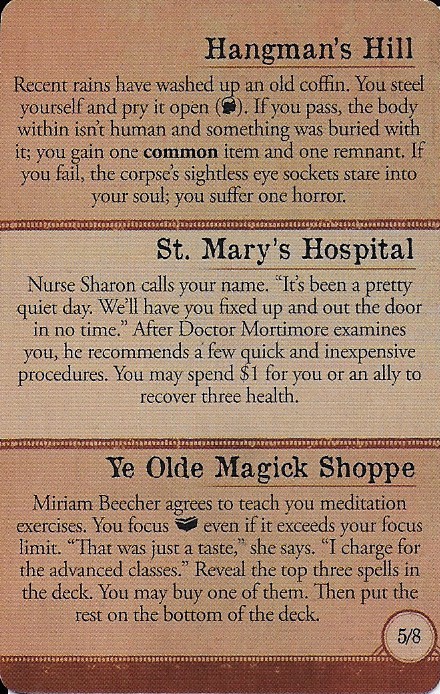 Hangman's Hill
Recent rains have washed up an old coffin. You steel
yourself and pry it open (). If you pass, the body
within isn't human and something was buried with
it; you gain one common item and one remnant. If
you fail, the corpse's sightless eye sockets stare into
your soul; you suffer one horror.
St. Mary's Hospital
Nurse Sharon calls your name. "It's been a pretty
quiet day. We'll have you fixed up and out the door
in no time." After Doctor Mortimore examines
you, he recommends a few quick and inexpensive
procedures. You may spend $1 for you or an ally to
recover three health.
Ye Olde Magick Shoppe
Miriam Beecher agrees to teach you meditation
exercises. You focus even if it exceeds your focus
limit. "That was just a taste," she says. "I charge for
the advanced classes." Reveal the top three spells in
the deck. You may buy one of them. Then put the
rest on the bottom of the deck.
5/8